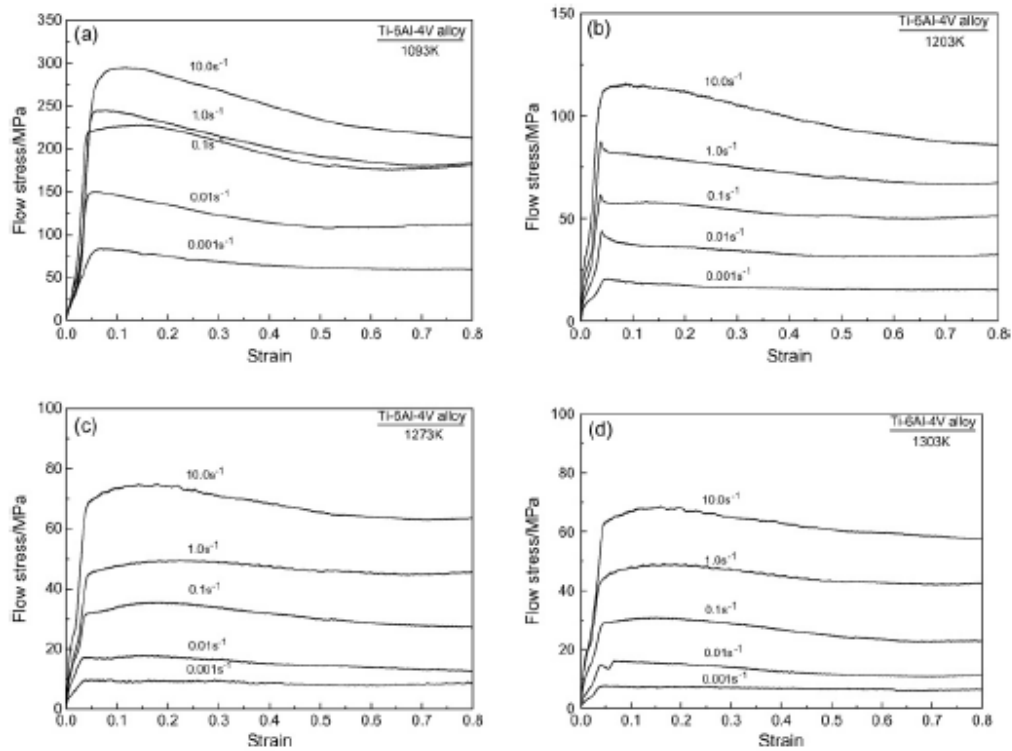 (a)
Ti-6Al-4V alloy
1093K
10.0s⁻¹
1.0s⁻¹
0.1s⁻¹
0.01s⁻¹
0.001s⁻¹
Flow stress/MPa
350
300
250
200
150
100
50
0
0.0 0.1 0.2 0.3 0.4 0.5 0.6 0.7 0.8
Strain
(b)
Ti-6Al-4V alloy
1203K
10.0s⁻¹
1.0s⁻¹
0.1s⁻¹
0.01s⁻¹
0.001s⁻¹
Flow stress/MPa
150
100
50
0
0.0 0.1 0.2 0.3 0.4 0.5 0.6 0.7 0.8
Strain
(c)
Ti-6Al-4V alloy
1273K
10.0s⁻¹
1.0s⁻¹
0.1s⁻¹
0.01s⁻¹
0.001s⁻¹
Flow stress/MPa
100
80
60
40
20
0
0.0 0.1 0.2 0.3 0.4 0.5 0.6 0.7 0.8
Strain
(d)
Ti-6Al-4V alloy
1303K
10.0s⁻¹
1.0s⁻¹
0.1s⁻¹
0.01s⁻¹
0.001s⁻¹
Flow stress/MPa
100
80
60
40
20
0
0.0 0.1 0.2 0.3 0.4 0.5 0.6 0.7 0.8
Strain